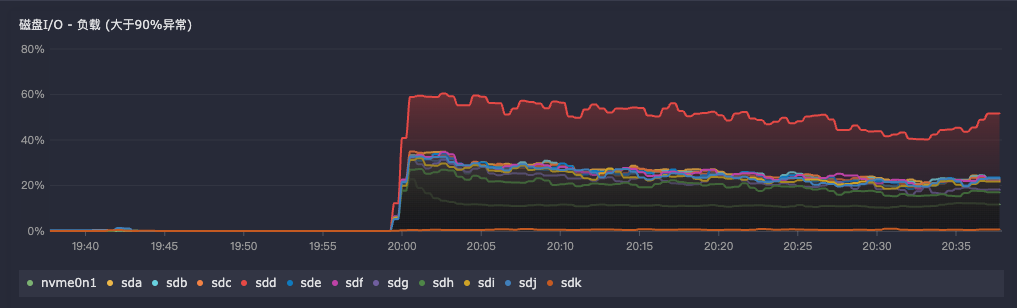 磁盘I/O - 负载 (大于90%异常)
80%
60%
40%
20%
0%
19:40 19:45 19:50 19:55 20:00 20:05 20:10 20:15 20:20 20:25 20:30 20:35
nvme0n1 sda sdb sdc sdd sde sdf sdg sdh sdi sdj sdk